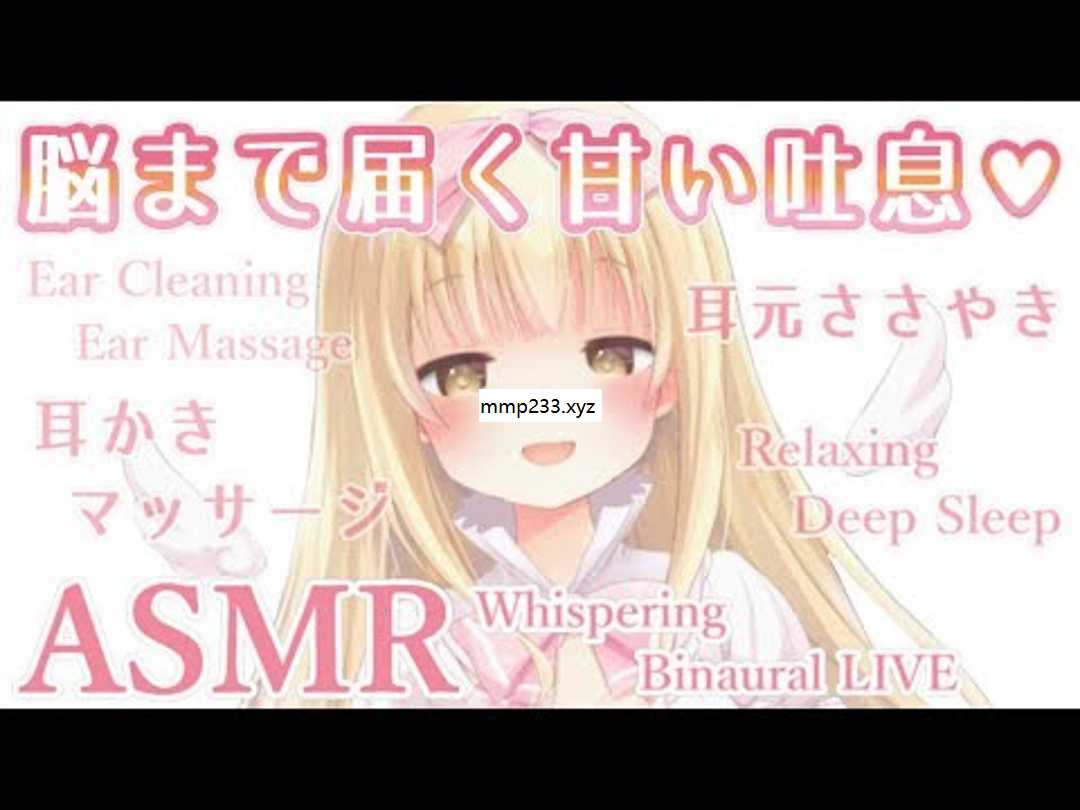 脳まで届く甘い吐息♡
Ear Cleaning
Ear Massage
耳元ささやき
mmp233.xyz
耳かき
マッサージ
Relaxing
Deep Sleep
ASMR
Whispering
Binaural LIVE